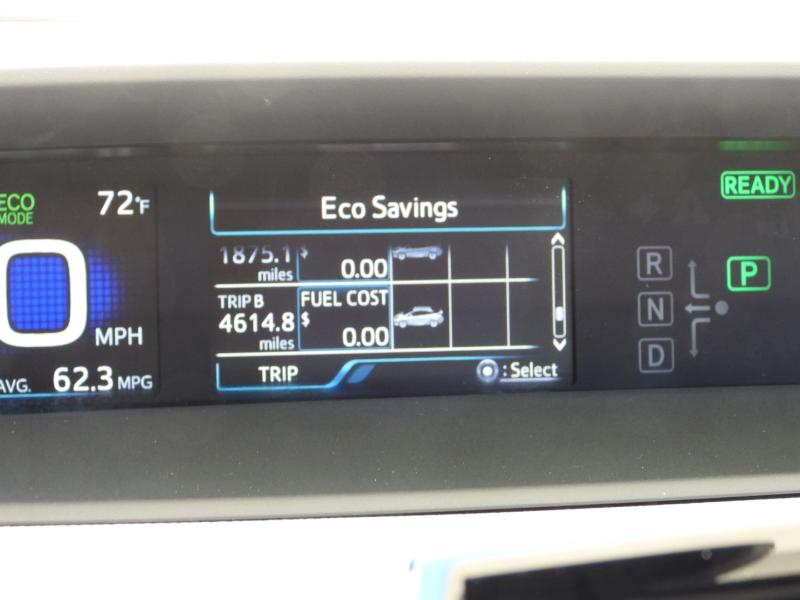 ECO
MODE
72°F
0 MPH
AVG. 62.3 MPG
Eco Savings
1875.1 $
miles 0.00
TRIP B FUEL COST
4614.8 $
miles 0.00
TRIP
: Select
READY
R
N
D
P